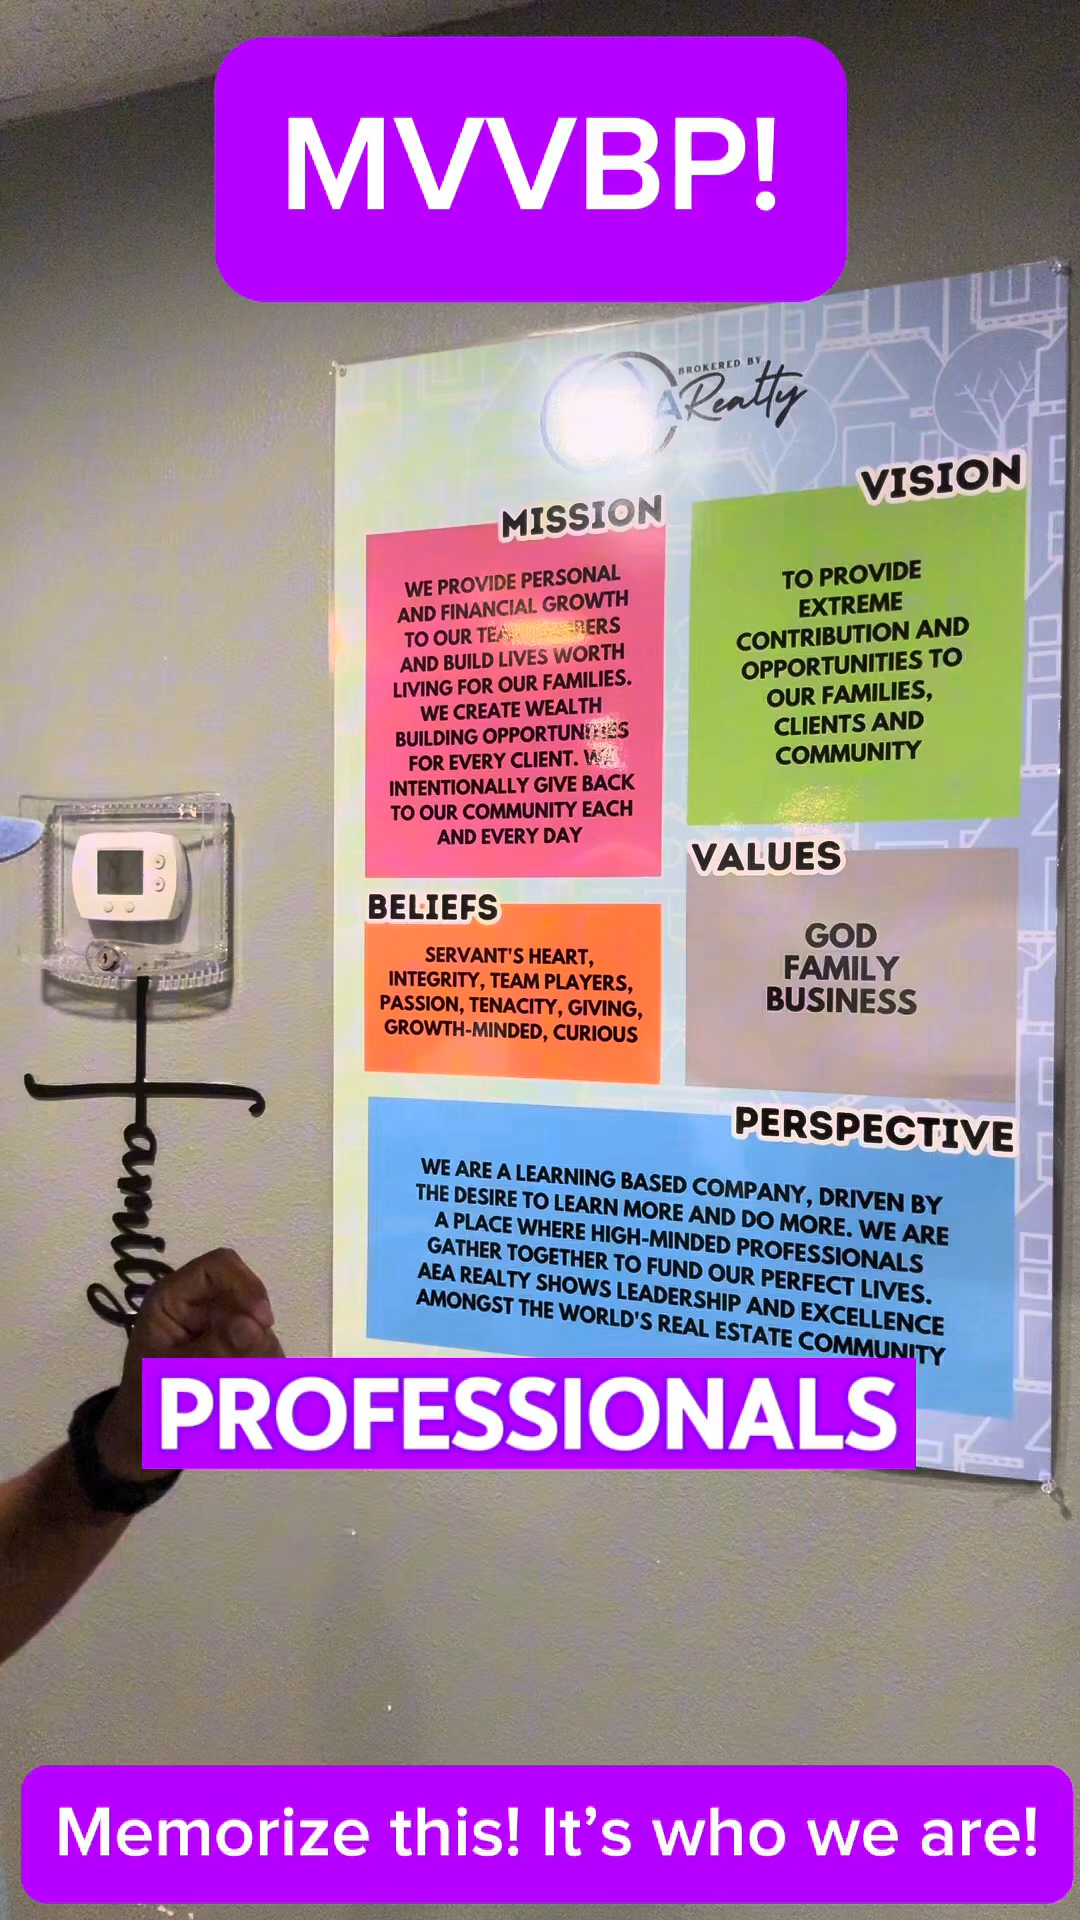 MVVBP!
BROKERED BY
Realty
MISSION
WE PROVIDE PERSONAL
AND FINANCIAL GROWTH
TO OUR
AND BUILD LIVES WORTH
LIVING FOR OUR FAMILIES.
WE CREATE WEALTH
BUILDING OPPORTUNITIES
FOR EVERY CLIENT. WE
INTENTIONALLY GIVE BACK
TO OUR COMMUNITY EACH
AND EVERY DAY
VISION
TO PROVIDE
EXTREME
CONTRIBUTION AND
OPPORTUNITIES TO
OUR FAMILIES,
CLIENTS AND
COMMUNITY
BELIEFS
SERVANT'S HEART,
INTEGRITY, TEAM PLAYERS,
PASSION, TENACITY, GIVING,
GROWTH-MINDED, CURIOUS
VALUES
GOD
FAMILY
BUSINESS
PERSPECTIVE
WE ARE A LEARNING BASED COMPANY, DRIVEN BY
THE DESIRE TO LEARN MORE AND DO MORE. WE ARE
A PLACE WHERE HIGH-MINDED PROFESSIONALS
GATHER TOGETHER TO FUND OUR PERFECT LIVES.
AEA REALTY SHOWS LEADERSHIP AND EXCELLENCE
AMONGST THE WORLD'S REAL ESTATE COMMUNITY
family
PROFESSIONALS
Memorize this! It's who we are!